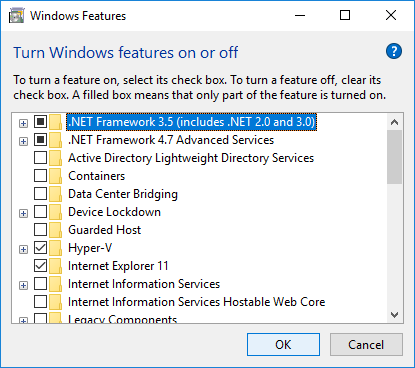 Windows Features
Turn Windows features on or off
?
To turn a feature on, select its check box. To turn a feature off, clear its
check box. A filled box means that only part of the feature is turned on.
.NET Framework 3.5 (includes .NET 2.0 and 3.0)
.NET Framework 4.7 Advanced Services
Active Directory Lightweight Directory Services
Containers
Data Center Bridging
Device Lockdown
Guarded Host
Hyper-V
Internet Explorer 11
Internet Information Services
Internet Information Services Hostable Web Core
Legacy Components
OK
Cancel